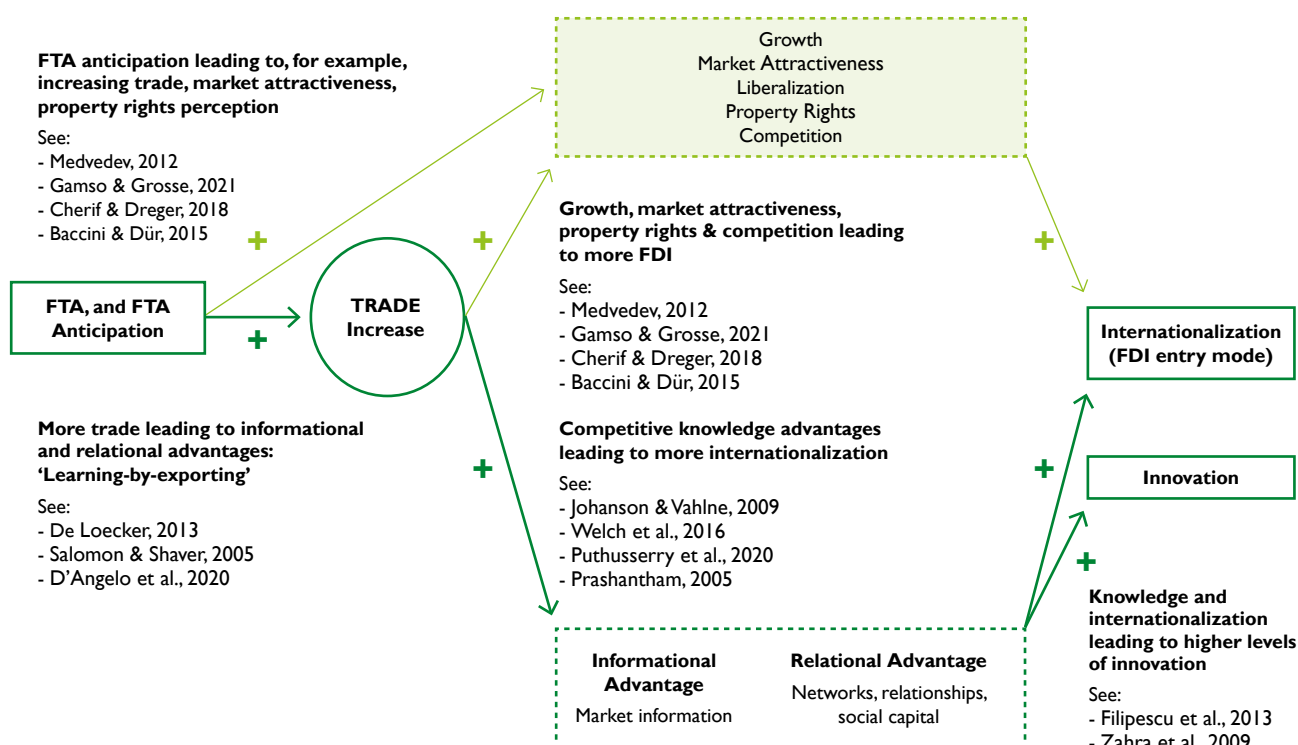 Growth
Market Attractiveness
Liberalization
Property Rights
Competition
FTA anticipation leading to, for example,
increasing trade, market attractiveness,
property rights perception
See:
- Medvedev, 2012
- Gamso & Grosse, 2021
- Cherif & Dreger, 2018
- Baccini & Dür, 2015
+
+
+
Growth, market attractiveness,
property rights & competition leading
to more FDI
See:
- Medvedev, 2012
- Gamso & Grosse, 2021
- Cherif & Dreger, 2018
- Baccini & Dür, 2015
FTA, and FTA
Anticipation
+
TRADE
Increase
Internationalization
(FDI entry mode)
More trade leading to informational
and relational advantages:
‘Learning-by-exporting’
See:
- De Loecker, 2013
- Salomon & Shaver, 2005
- D’Angelo et al., 2020
+
Competitive knowledge advantages
leading to more internationalization
See:
- Johanson & Vahlne, 2009
- Welch et al., 2016
- Puthusserry et al., 2020
- Prashantham, 2005
+
Innovation
+
Knowledge and
internationalization
leading to higher levels
of innovation
See:
- Filipescu et al., 2013
- Zahra et al., 2009
Informational
Advantage
Market information
Relational Advantage
Networks, relationships,
social capital